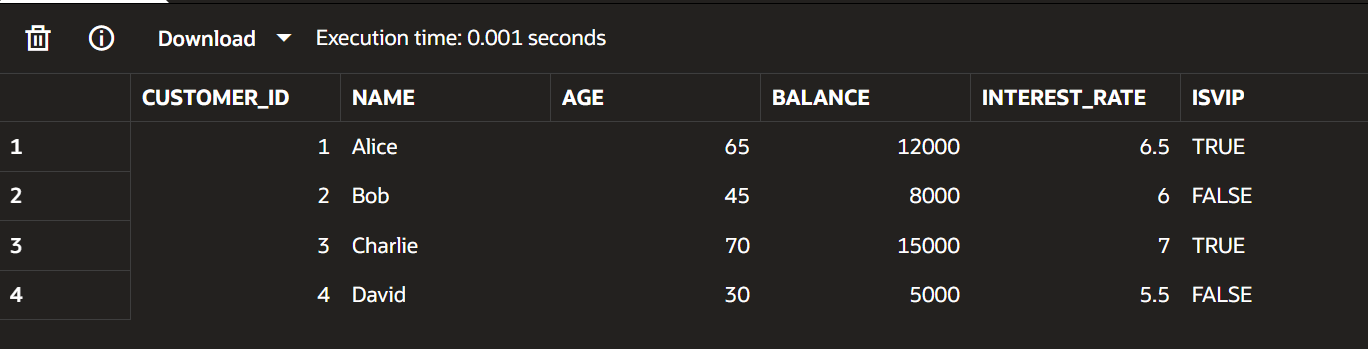 Download Execution time: 0.001 seconds
CUSTOMER_ID NAME AGE BALANCE INTEREST_RATE ISVIP
1 1 Alice 65 12000 6.5 TRUE
2 2 Bob 45 8000 6 FALSE
3 3 Charlie 70 15000 7 TRUE
4 4 David 30 5000 5.5 FALSE